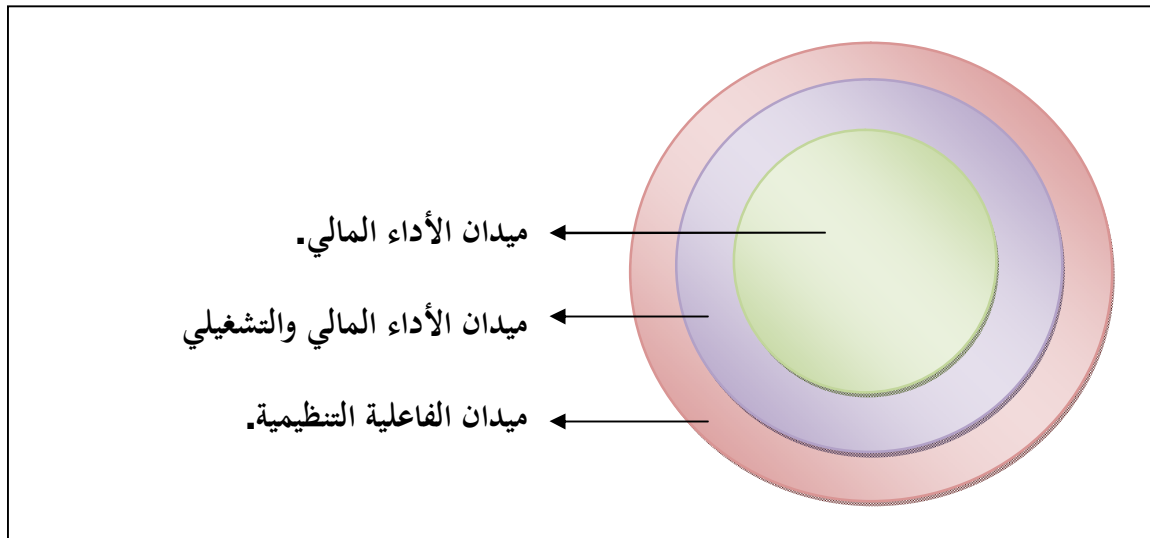 ميدان الأداء المالي.
ميدان الأداء المالي والتشغيلي
ميدان الفاعلية التنظيمية.